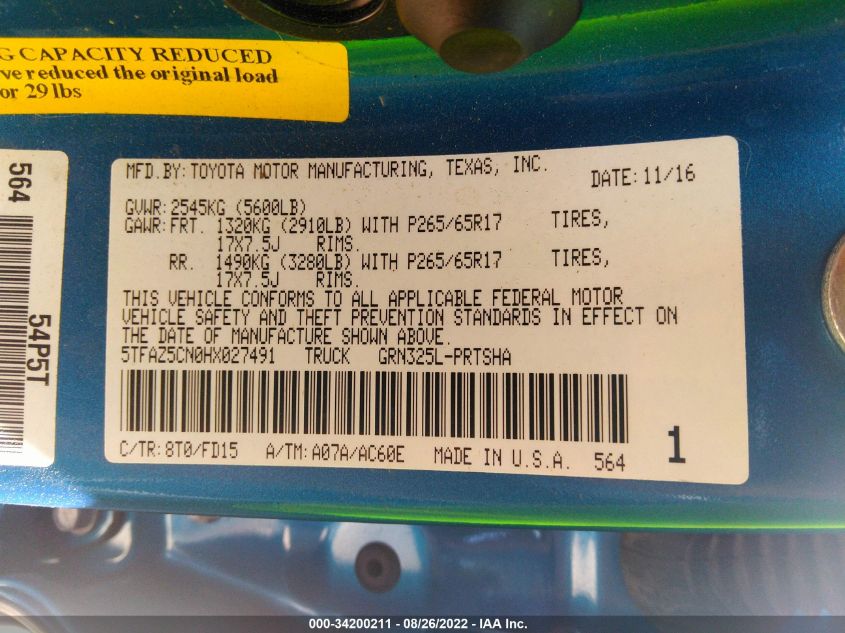 G CAPACITY REDUCED
ve reduced the original load
or 29 lbs
564
54P5T
MFD.BY:TOYOTA MOTOR MANUFACTURING, TEXAS, INC. DATE:11/16
GVWR:2545KG (5600LB)
GAWR:FRT. 1320KG (2910LB) WITH P265/65R17 TIRES,
17X7.5J RIMS.
RR. 1490KG (3280LB) WITH P265/65R17 TIRES,
17X7.5J RIMS.
THIS VEHICLE CONFORMS TO ALL APPLICABLE FEDERAL MOTOR
VEHICLE SAFETY AND THEFT PREVENTION STANDARDS IN EFFECT ON
THE DATE OF MANUFACTURE SHOWN ABOVE.
5TFAZ5CN0HX027491 TRUCK GRN325L-PRTSHA
C/TR:8T0/FD15 A/TM:A07A/AC60E MADE IN U.S.A. 564 1
000-34200211 - 08/26/2022 - IAA Inc.